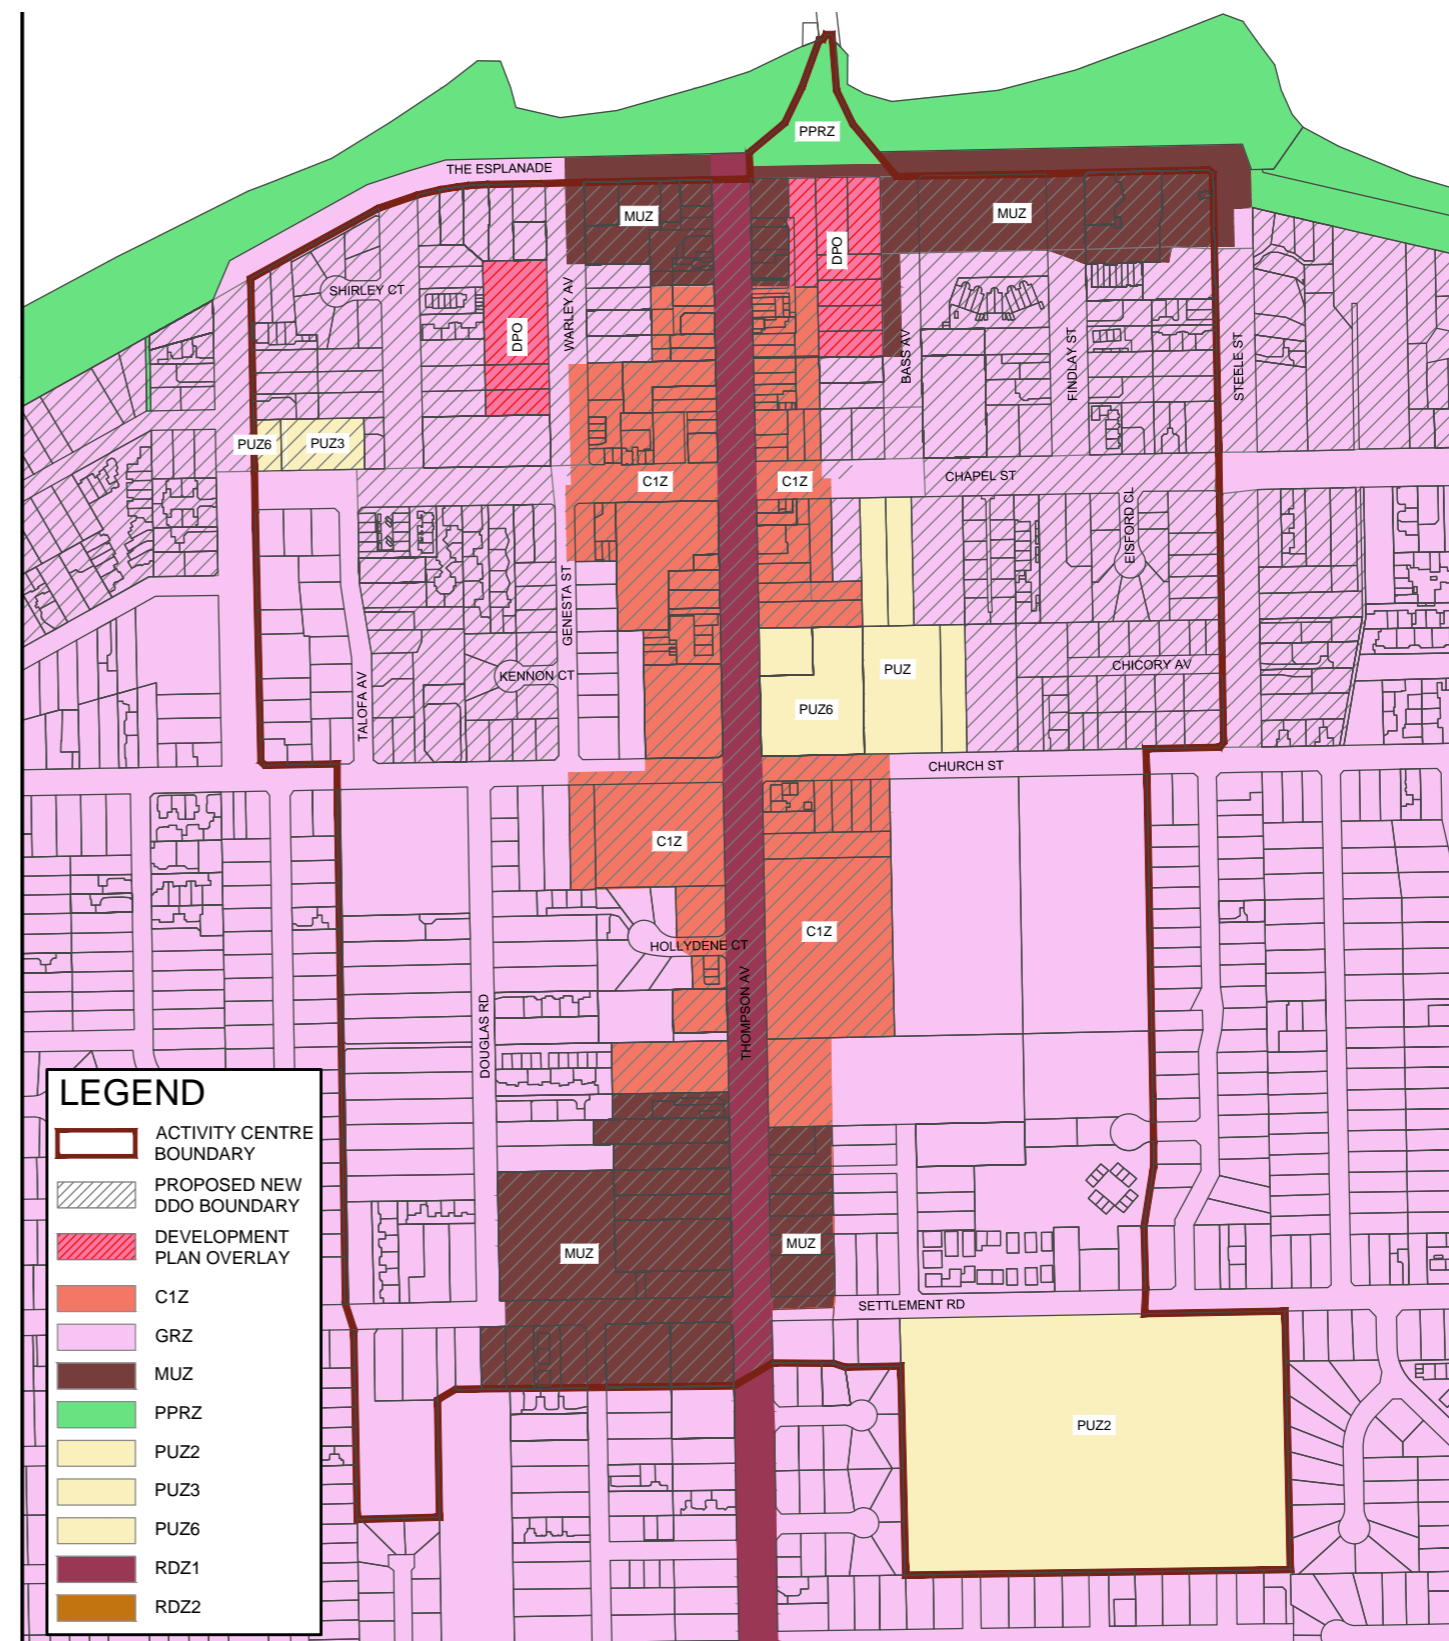 PPRZ
THE ESPLANADE
MUZ
MUZ
DPO
SHIRLEY CT
WARLEY AV
DPO
BASS AV
FINDLAY ST
STEELE ST
PUZ6
PUZ3
C1Z
C1Z
CHAPEL ST
EISFORD CL
GENESTA ST
KENNON CT
TALOFA AV
PUZ
CHICORY AV
PUZ6
CHURCH ST
C1Z
C1Z
HOLLYDENE CT
THOMPSON AV
DOUGLAS RD
MUZ
MUZ
SETTLEMENT RD
PUZ2
LEGEND
ACTIVITY CENTRE
BOUNDARY
PROPOSED NEW
DDO BOUNDARY
DEVELOPMENT
PLAN OVERLAY
C1Z
GRZ
MUZ
PPRZ
PUZ2
PUZ3
PUZ6
RDZ1
RDZ2